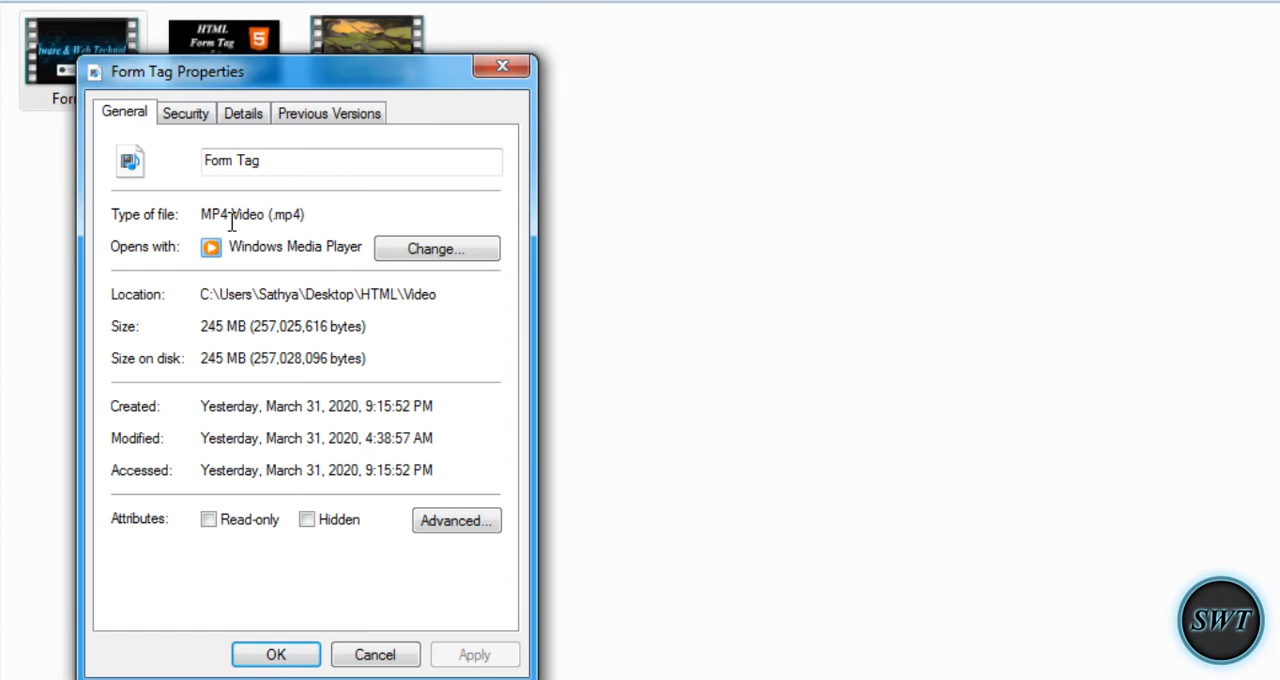 ware & Web Technol
HTML
Form Tag
5
Form Tag Properties
General
Security
Details
Previous Versions
Form Tag
Type of file: MP4 Video (.mp4)
Opens with: Windows Media Player
Change...
Location: C:\Users\Sathya\Desktop\HTML\Video
Size: 245 MB (257,025,616 bytes)
Size on disk: 245 MB (257,028,096 bytes)
Created: Yesterday, March 31, 2020, 9:15:52 PM
Modified: Yesterday, March 31, 2020, 4:38:57 AM
Accessed: Yesterday, March 31, 2020, 9:15:52 PM
Attributes: Read-only Hidden
Advanced...
OK
Cancel
Apply
SWT